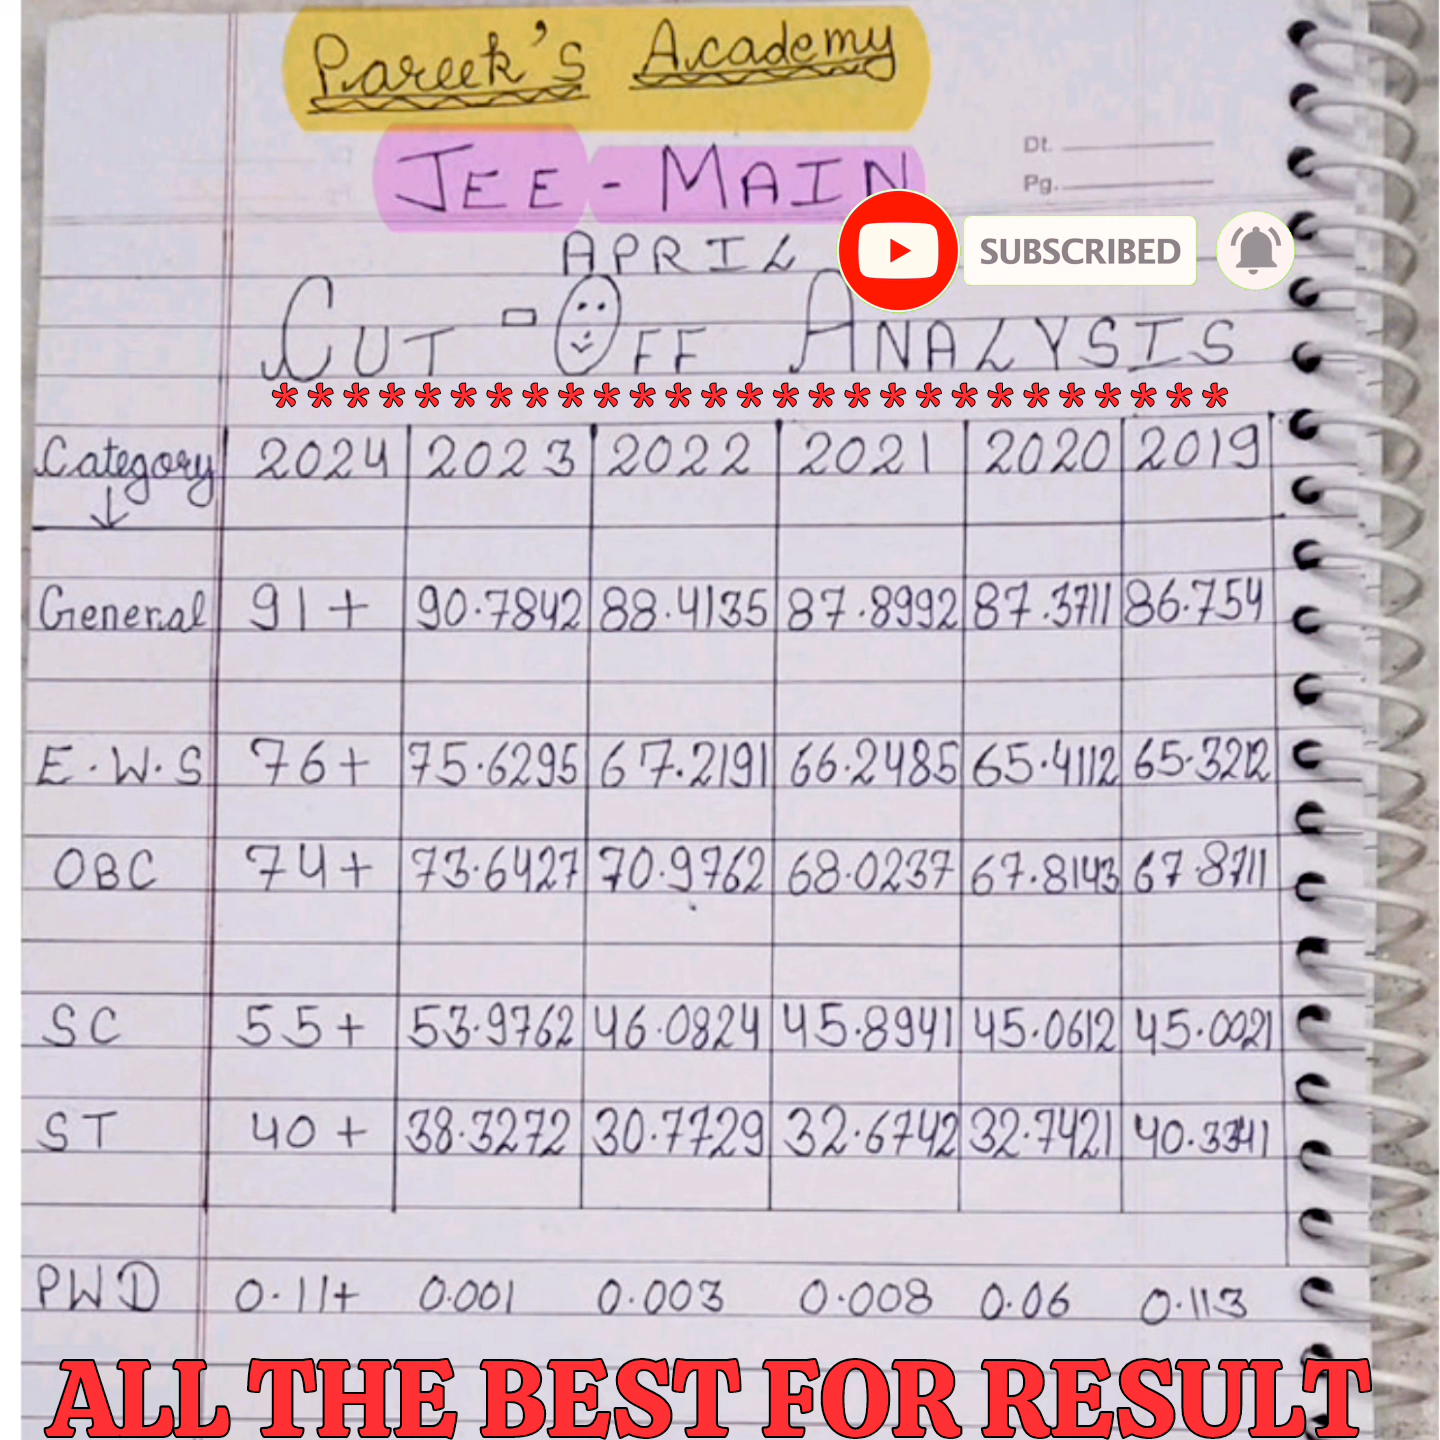 Pareek's Academy
JEE - MAIN
Dt.
Pg.
APRIL
SUBSCRIBED
CUT-OFF ANALYSIS
* * * * * * * * * * * * * * * * * * * * * * * * * * *
Category 2024 2023 2022 2021 2020 2019
General 91+ 90.7842 88.4135 87.8992 87.3711 86.754
E.W.S 76+ 75.6295 67.2191 66.2485 65.4112 65.3212
OBC 74+ 73.6427 70.9762 68.0237 67.8143 67.8711
SC 55+ 53.9762 46.0824 45.8941 45.0612 45.0021
ST 40+ 38.3272 30.7729 32.6742 32.7421 40.3341
PWD 0.11+ 0.001 0.003 0.008 0.06 0.113
ALL THE BEST FOR RESULT